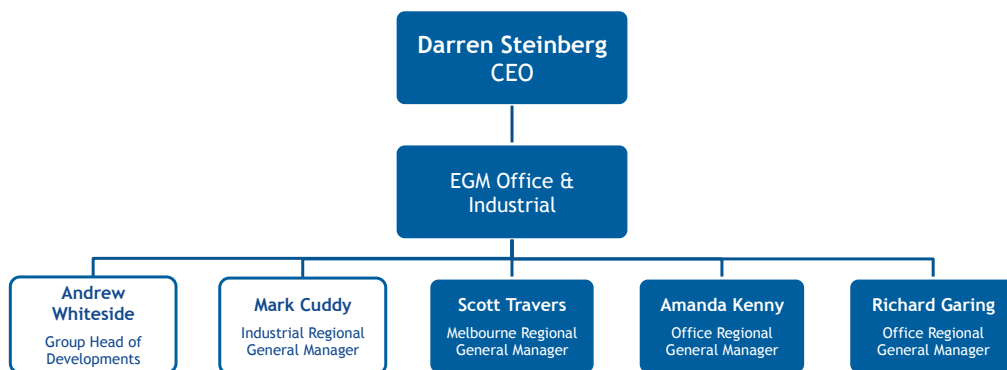 Darren Steinberg
CEO
EGM Office &
Industrial
Andrew
Whiteside
Group Head of
Developments
Mark Cuddy
Industrial Regional
General Manager
Scott Travers
Melbourne Regional
General Manager
Amanda Kenny
Office Regional
General Manager
Richard Garing
Office Regional
General Manager